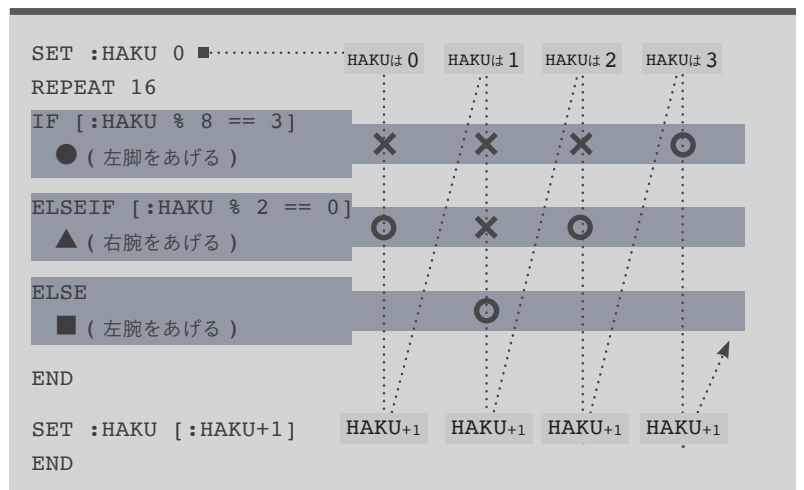 SET :HAKU 0 ■ HAKUは 0 HAKUは 1 HAKUは 2 HAKUは 3
REPEAT 16
IF [:HAKU % 8 == 3]
● ( 左脚をあげる ) × × × ○
ELSEIF [:HAKU % 2 == 0]
▲ ( 右腕をあげる ) ○ × ○
ELSE
■ ( 左腕をあげる ) ○
END
SET :HAKU [:HAKU+1] HAKU+1 HAKU+1 HAKU+1 HAKU+1
END